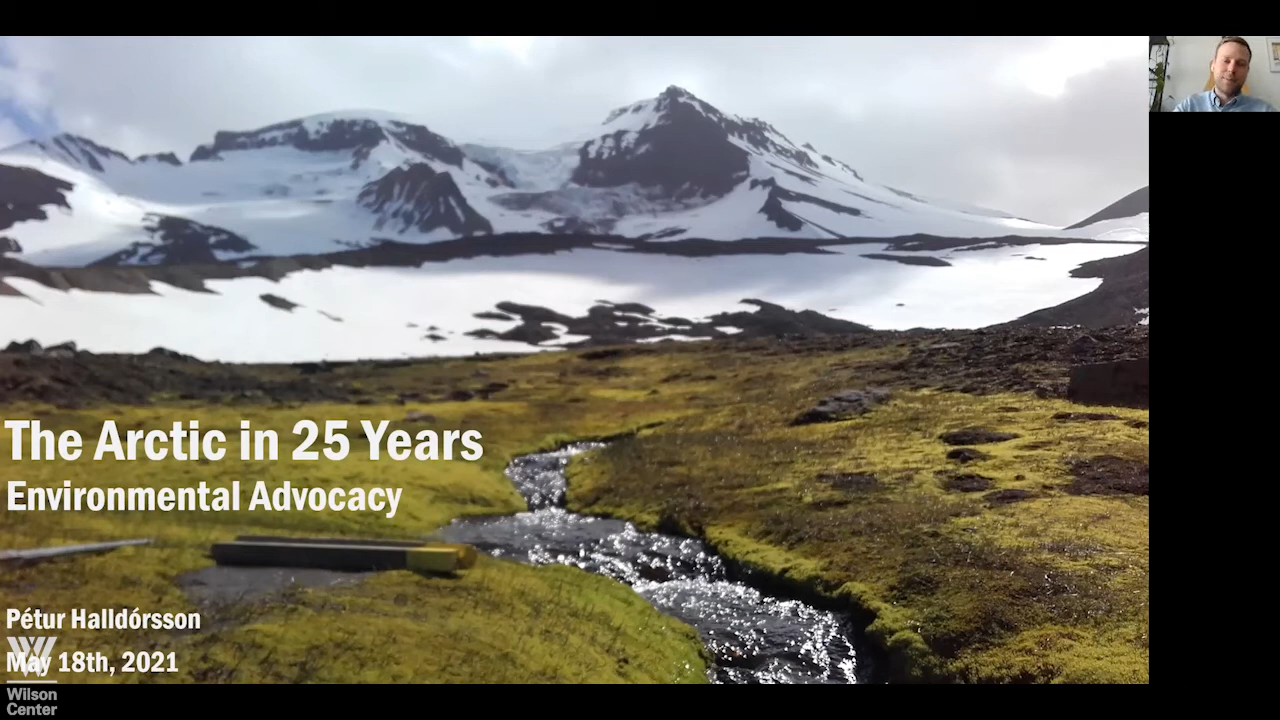 The Arctic in 25 Years
Environmental Advocacy
Pétur Halldórsson
May 18th, 2021
Wilson
Center